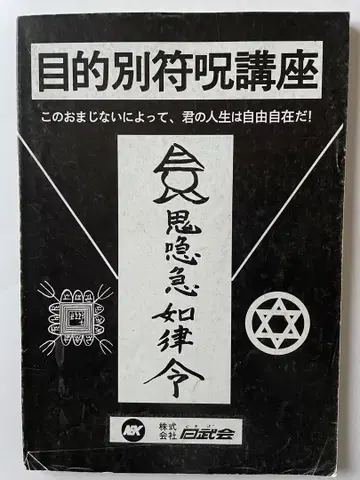 目的別符呪講座
このおまじないによって、君の人生は自由自在だ!
鬼喼急如律令
株式
会社
日武会